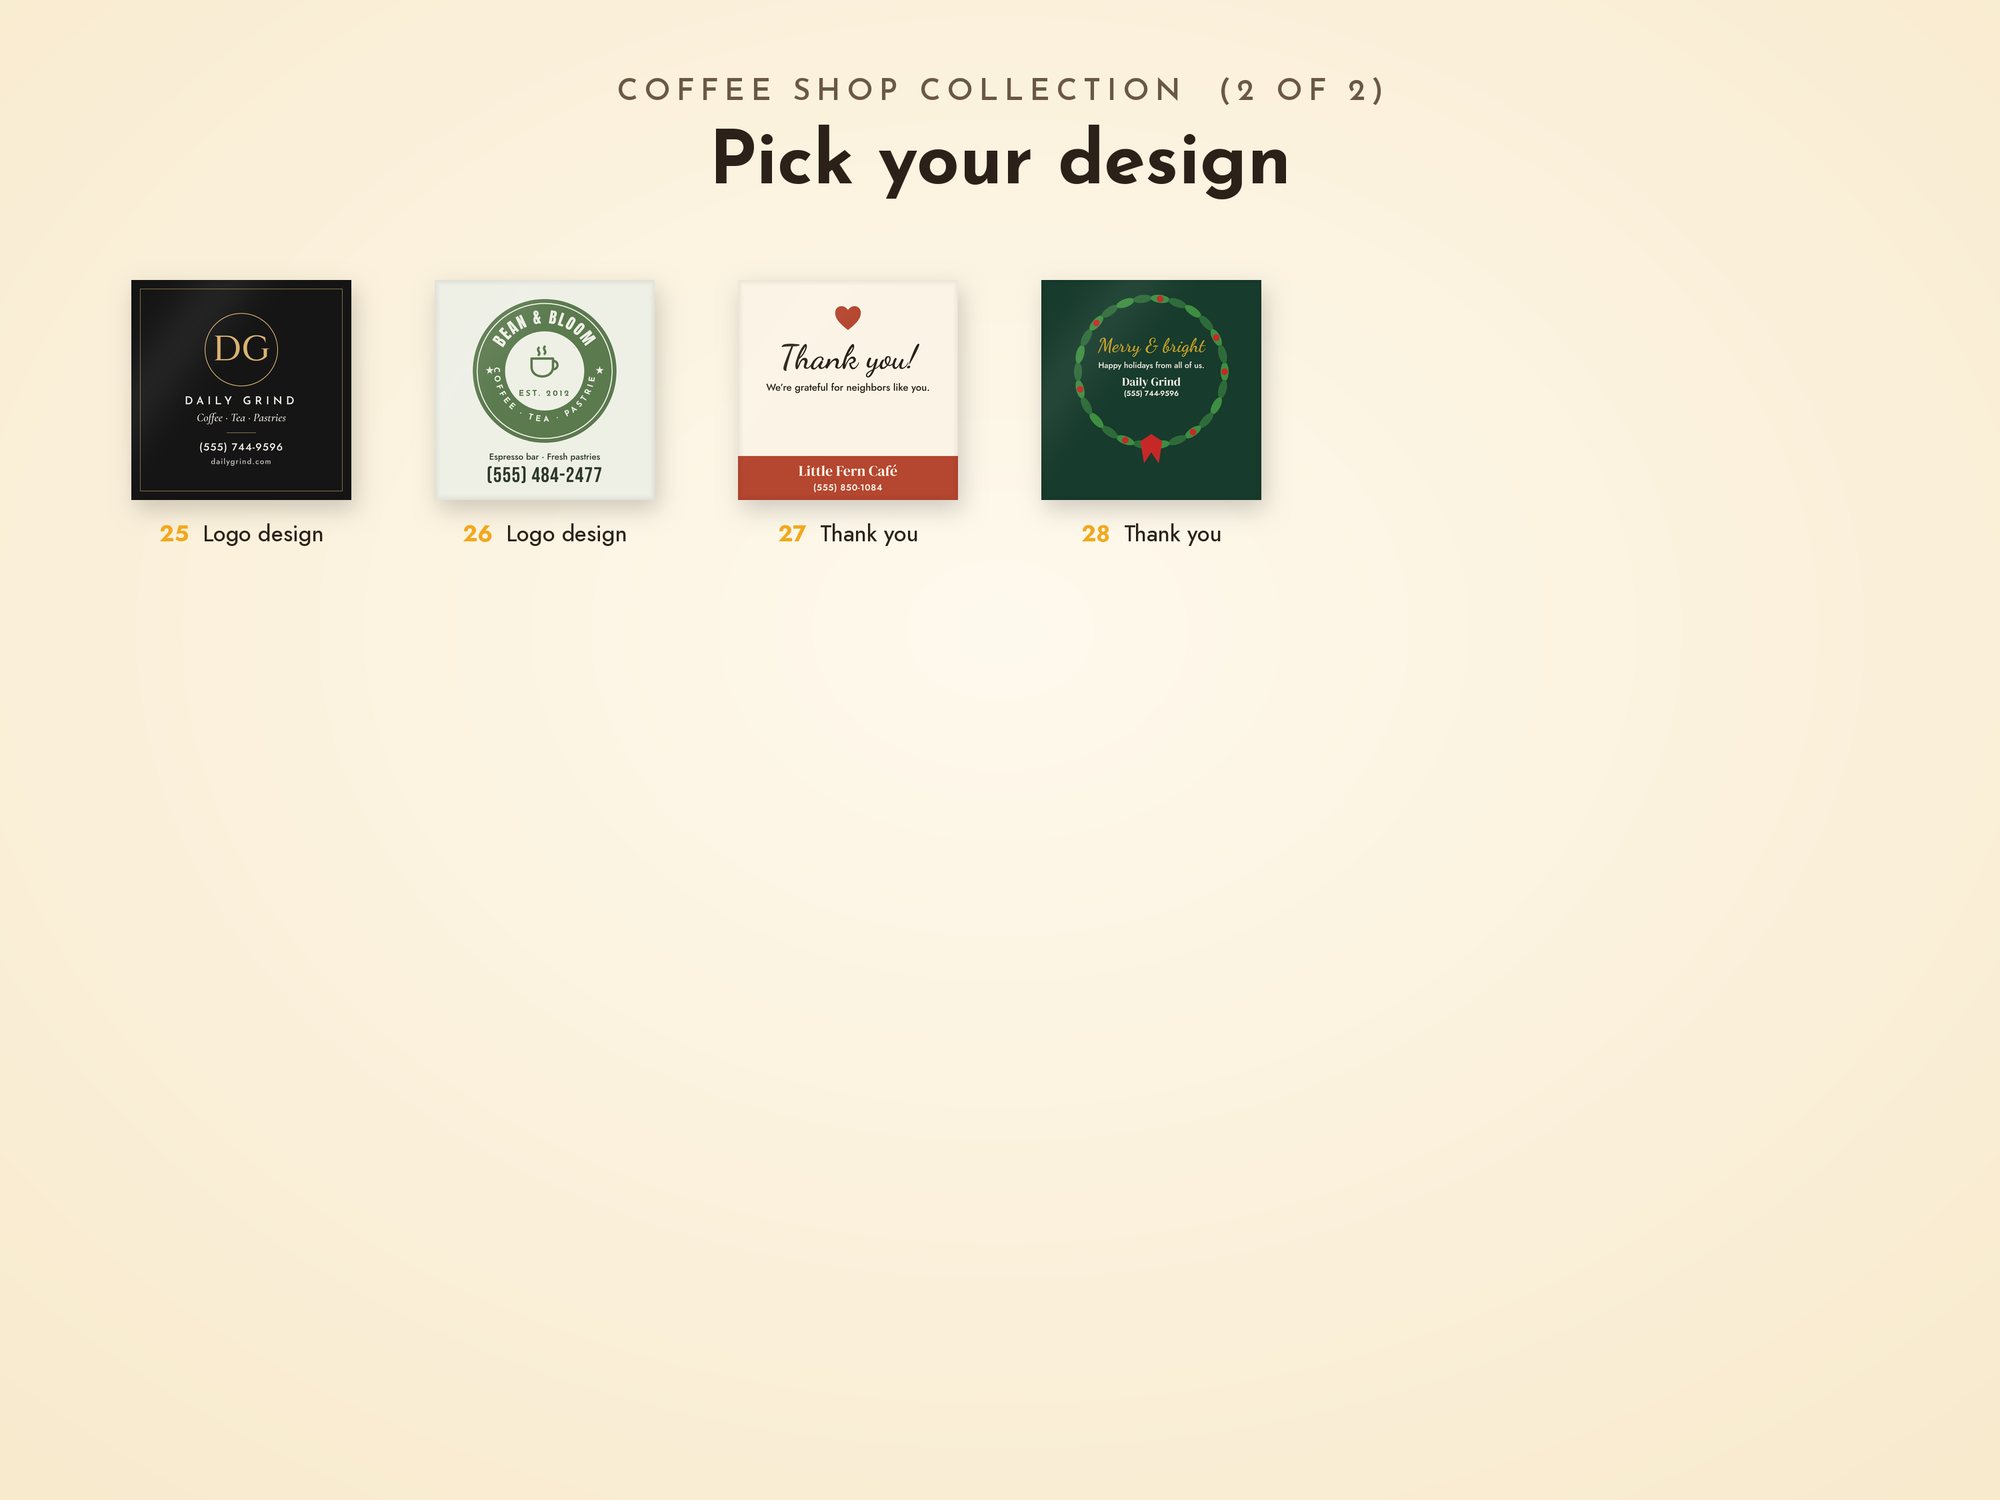 COFFEE SHOP COLLECTION (2 OF 2)
Pick your design
DG
DAILY GRIND
Coffee · Tea · Pastries
(555) 744-9596
dailygrind.com
25 Logo design
BEAN & BLOOM
EST. 2012
COFFEE · TEA · PASTRIE
Espresso bar · Fresh pastries
(555) 484-2477
26 Logo design
Thank you!
We're grateful for neighbors like you.
Little Fern Café
(555) 850-1084
27 Thank you
Merry & bright
Happy holidays from all of us.
Daily Grind
(555) 744-9596
28 Thank you